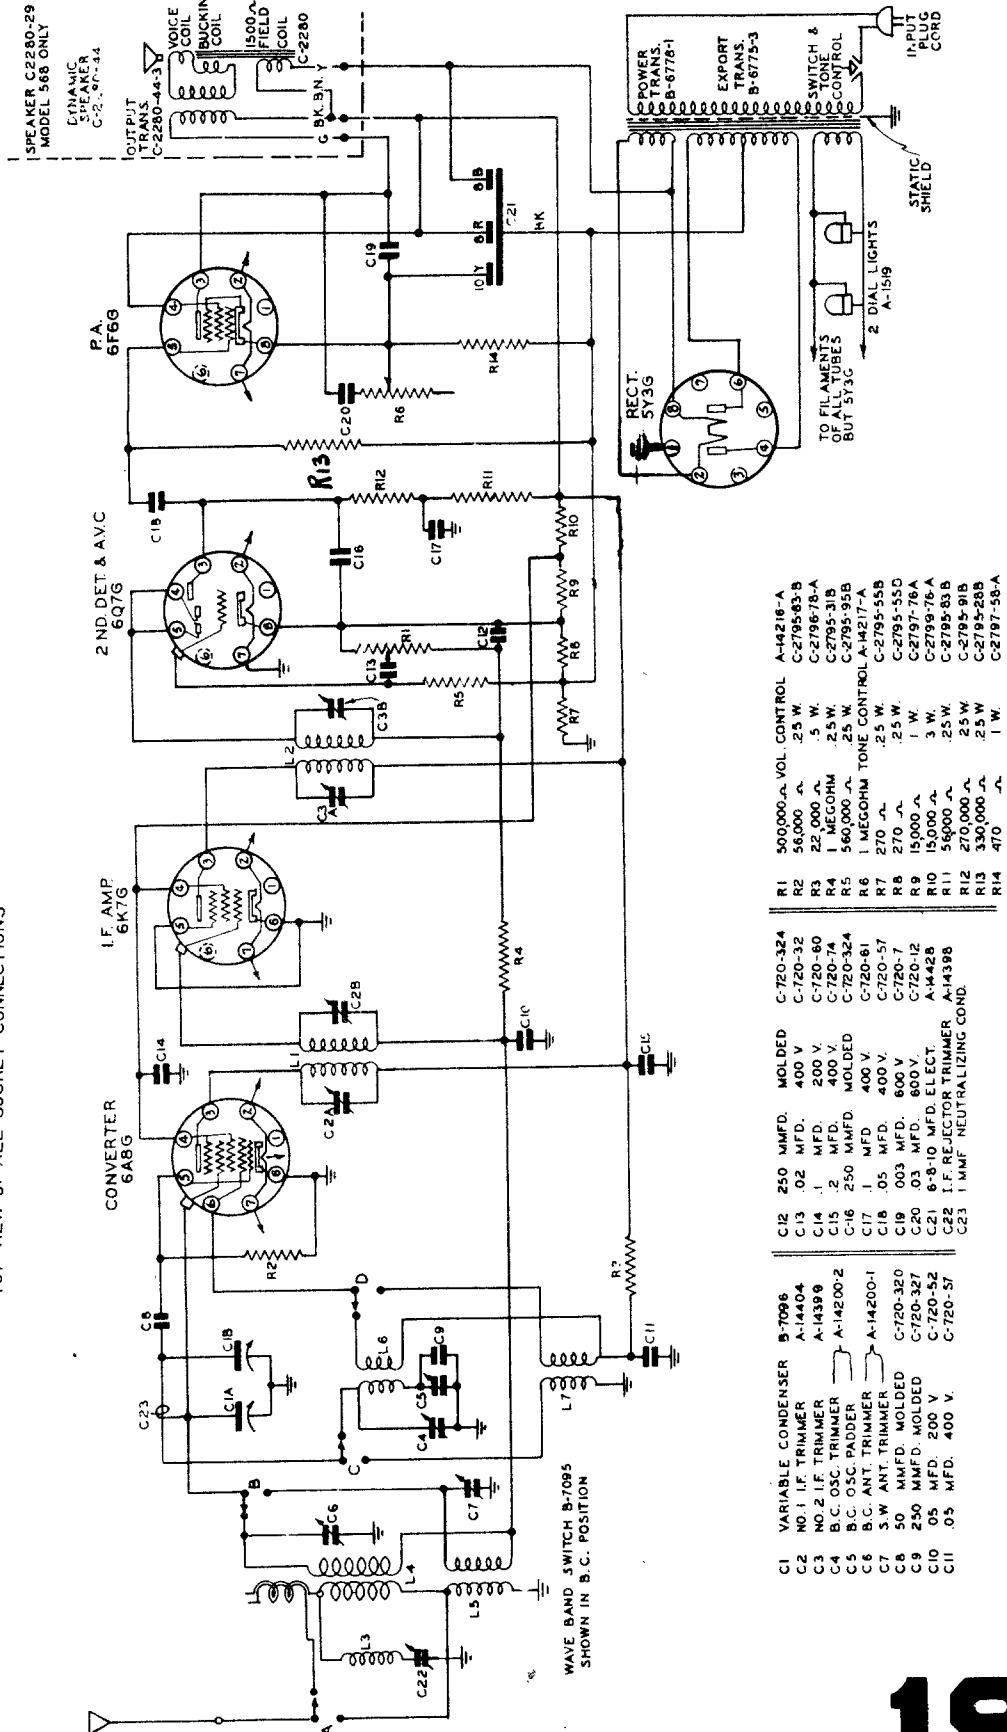 TOP VIEW OF ALL SOCKET CONNECTIONS
CONVERTER
6A8G
I.F. AMP.
6K7G
2ND. DET. & A.V.C
6Q7G
P.A.
6F6G
SPEAKER C2280-29
MODEL 568 ONLY
DYNAMIC
SPEAKER
OUTPUT
TRANS.
C-2280-44-3
VOICE
COIL
BUCKIN
COIL
1500Ω
FIELD
COIL
C-2280
G B.K. B.N. Y
POWER
TRANS.
B-6778-1
EXPORT
TRANS.
B-6775-3
SWITCH &
TONE
CONTROL
INPUT
PLUG
CORD
STATIC
SHIELD
2 DIAL LIGHTS
A-1519
TO FILAMENTS
OF ALL TUBES
BUT 5Y3G
RECT.
5Y3G
A
B
C
D
C23
C1A
C1B
C8
R2
C14
C6
C7
L3
L4
L5
C22
L6
C4
C5
C9
L7
C11
C2A
L1
C2B
C10
R4
C3A
L2
C3B
R5
C13
R1
C12
R7
R8
R9
R10
C16
C17
R11
R12
R13
C18
C20
R6
C19
R14
10Y 8R 8B
C21
BK
WAVE BAND SWITCH B-7095
SHOWN IN B.C. POSITION
C1 VARIABLE CONDENSER B-7096
C2 NO.1 I.F. TRIMMER A-14404
C3 NO.2 I.F. TRIMMER A-14399
C4 B.C. OSC. TRIMMER A-14200-2
C5 B.C. OSC. PADDER
C6 B.C. ANT. TRIMMER A-14200-1
C7 S.W. ANT. TRIMMER
C8 50 MMFD. MOLDED C-720-320
C9 250 MMFD. MOLDED C-720-327
C10 05 MFD. 200 V C-720-52
C11 .05 MFD. 400 V. C-720-57
C12 250 MMFD. MOLDED C-720-324
C13 .02 MFD. 400 V C-720-32
C14 .1 MFD. 200 V. C-720-60
C15 .2 MFD. 400 V. C-720-74
C-16 250 MMFD. MOLDED C-720-324
C17 .1 MFD 400 V. C-720-61
C18 .05 MFD. 400 V. C-720-57
C19 003 MFD. 600 V C-720-7
C20 .03 MFD. 600 V. C-720-12
C21 6-8-10 MFD. ELECT. A-14428
C22 I.F. REJECTOR TRIMMER A-14398
C23 1 MMF NEUTRALIZING COND.
R1 500,000 Ω VOL. CONTROL A-14216-A
R2 56,000 Ω .25 W. C-2795-83-B
R3 22,000 Ω .5 W. C-2796-78-A
R4 1 MEGOHM .25 W. C-2795-31B
R5 560,000 Ω .25 W. C-2795-95B
R6 1 MEGOHM TONE CONTROL A-14217-A
R7 270 Ω .25 W. C-2795-55B
R8 270 Ω .25 W. C-2795-55D
R9 15,000 Ω 1 W. C-2797-76A
R10 15,000 Ω 3 W. C-2799-76-A
R11 56000 Ω .25 W. C-2795-83B
R12 270,000 Ω 25 W. C-2795-91B
R13 330,000 Ω .25 W C-2795-28B
R14 470 Ω 1 W. C-2797-58-A
19